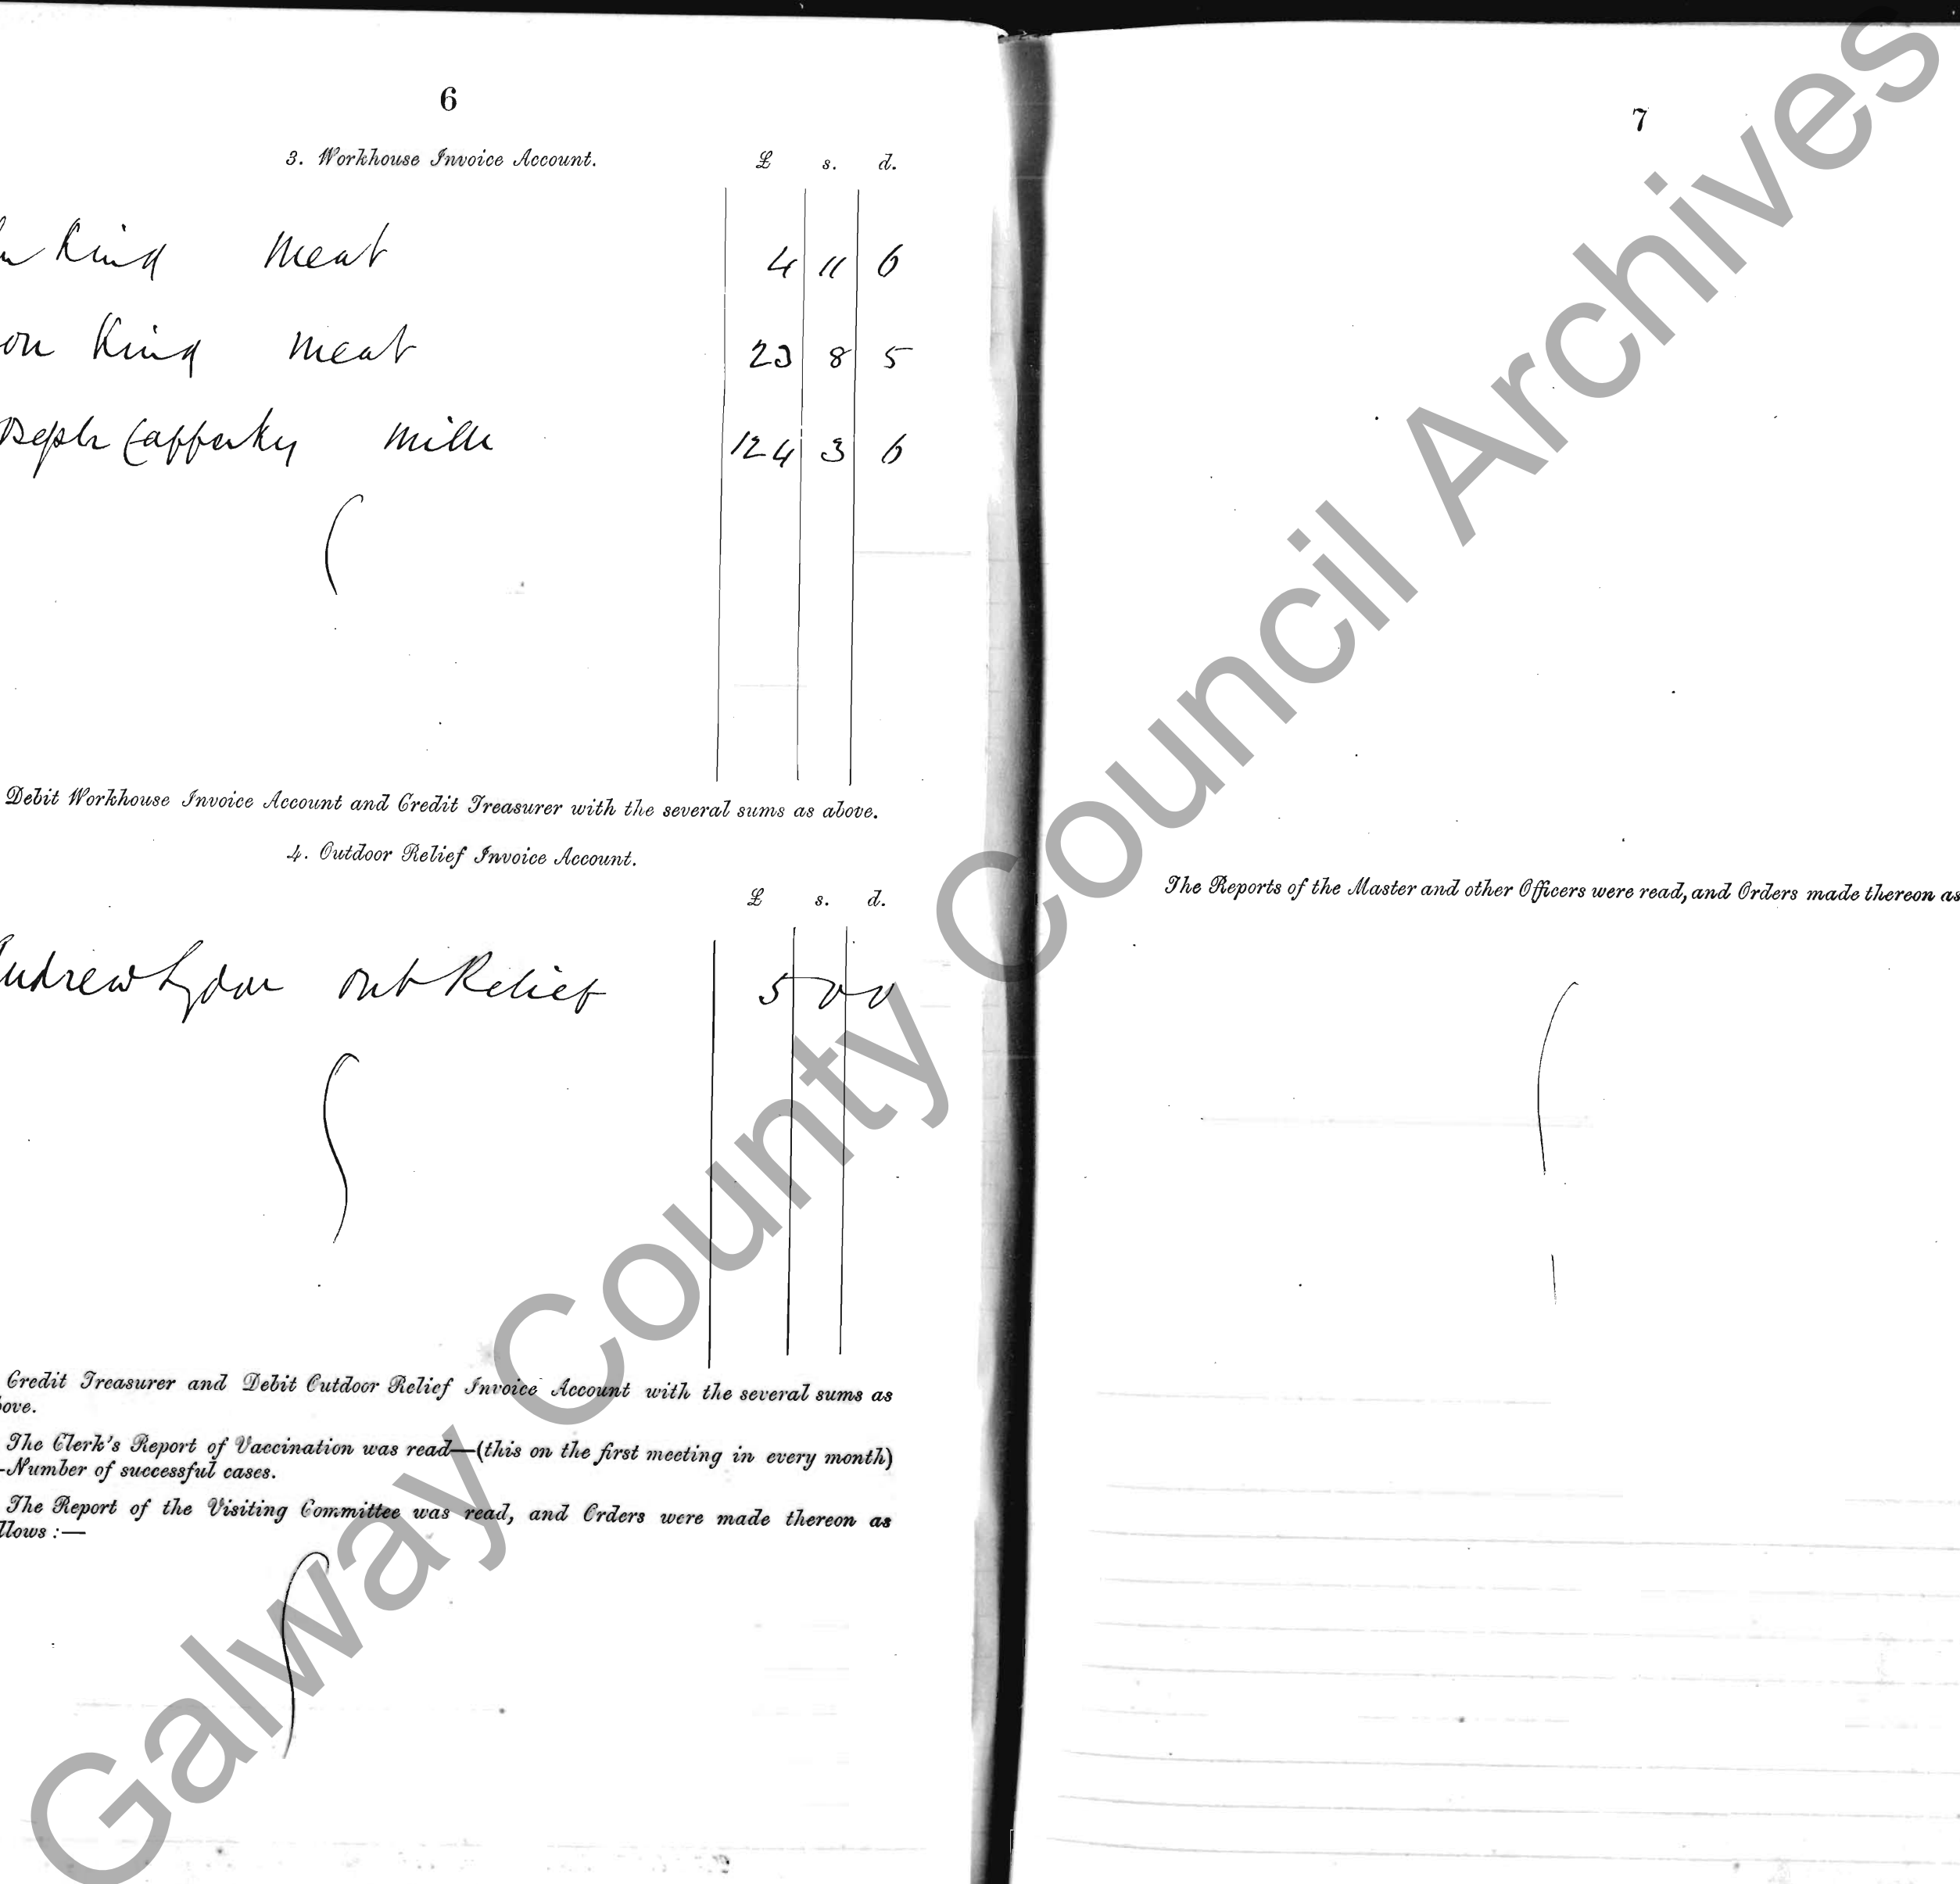 6
3. Workhouse Invoice Account. £ s. d.
King Meat 4 11 6
on King Meat 23 8 5
oseph Cafferky Milk 124 3 6
Debit Workhouse Invoice Account and Credit Treasurer with the several sums as above.
4. Outdoor Relief Invoice Account.
£ s. d.
Andrew Lydon out Relief 5 0 0
Credit Treasurer and Debit Outdoor Relief Invoice Account with the several sums as
ove.
The Clerk's Report of Vaccination was read—(this on the first meeting in every month)
-Number of successful cases.
The Report of the Visiting Committee was read, and Orders were made thereon as
llows :—
7
The Reports of the Master and other Officers were read, and Orders made thereon as
Galway County Council Archives